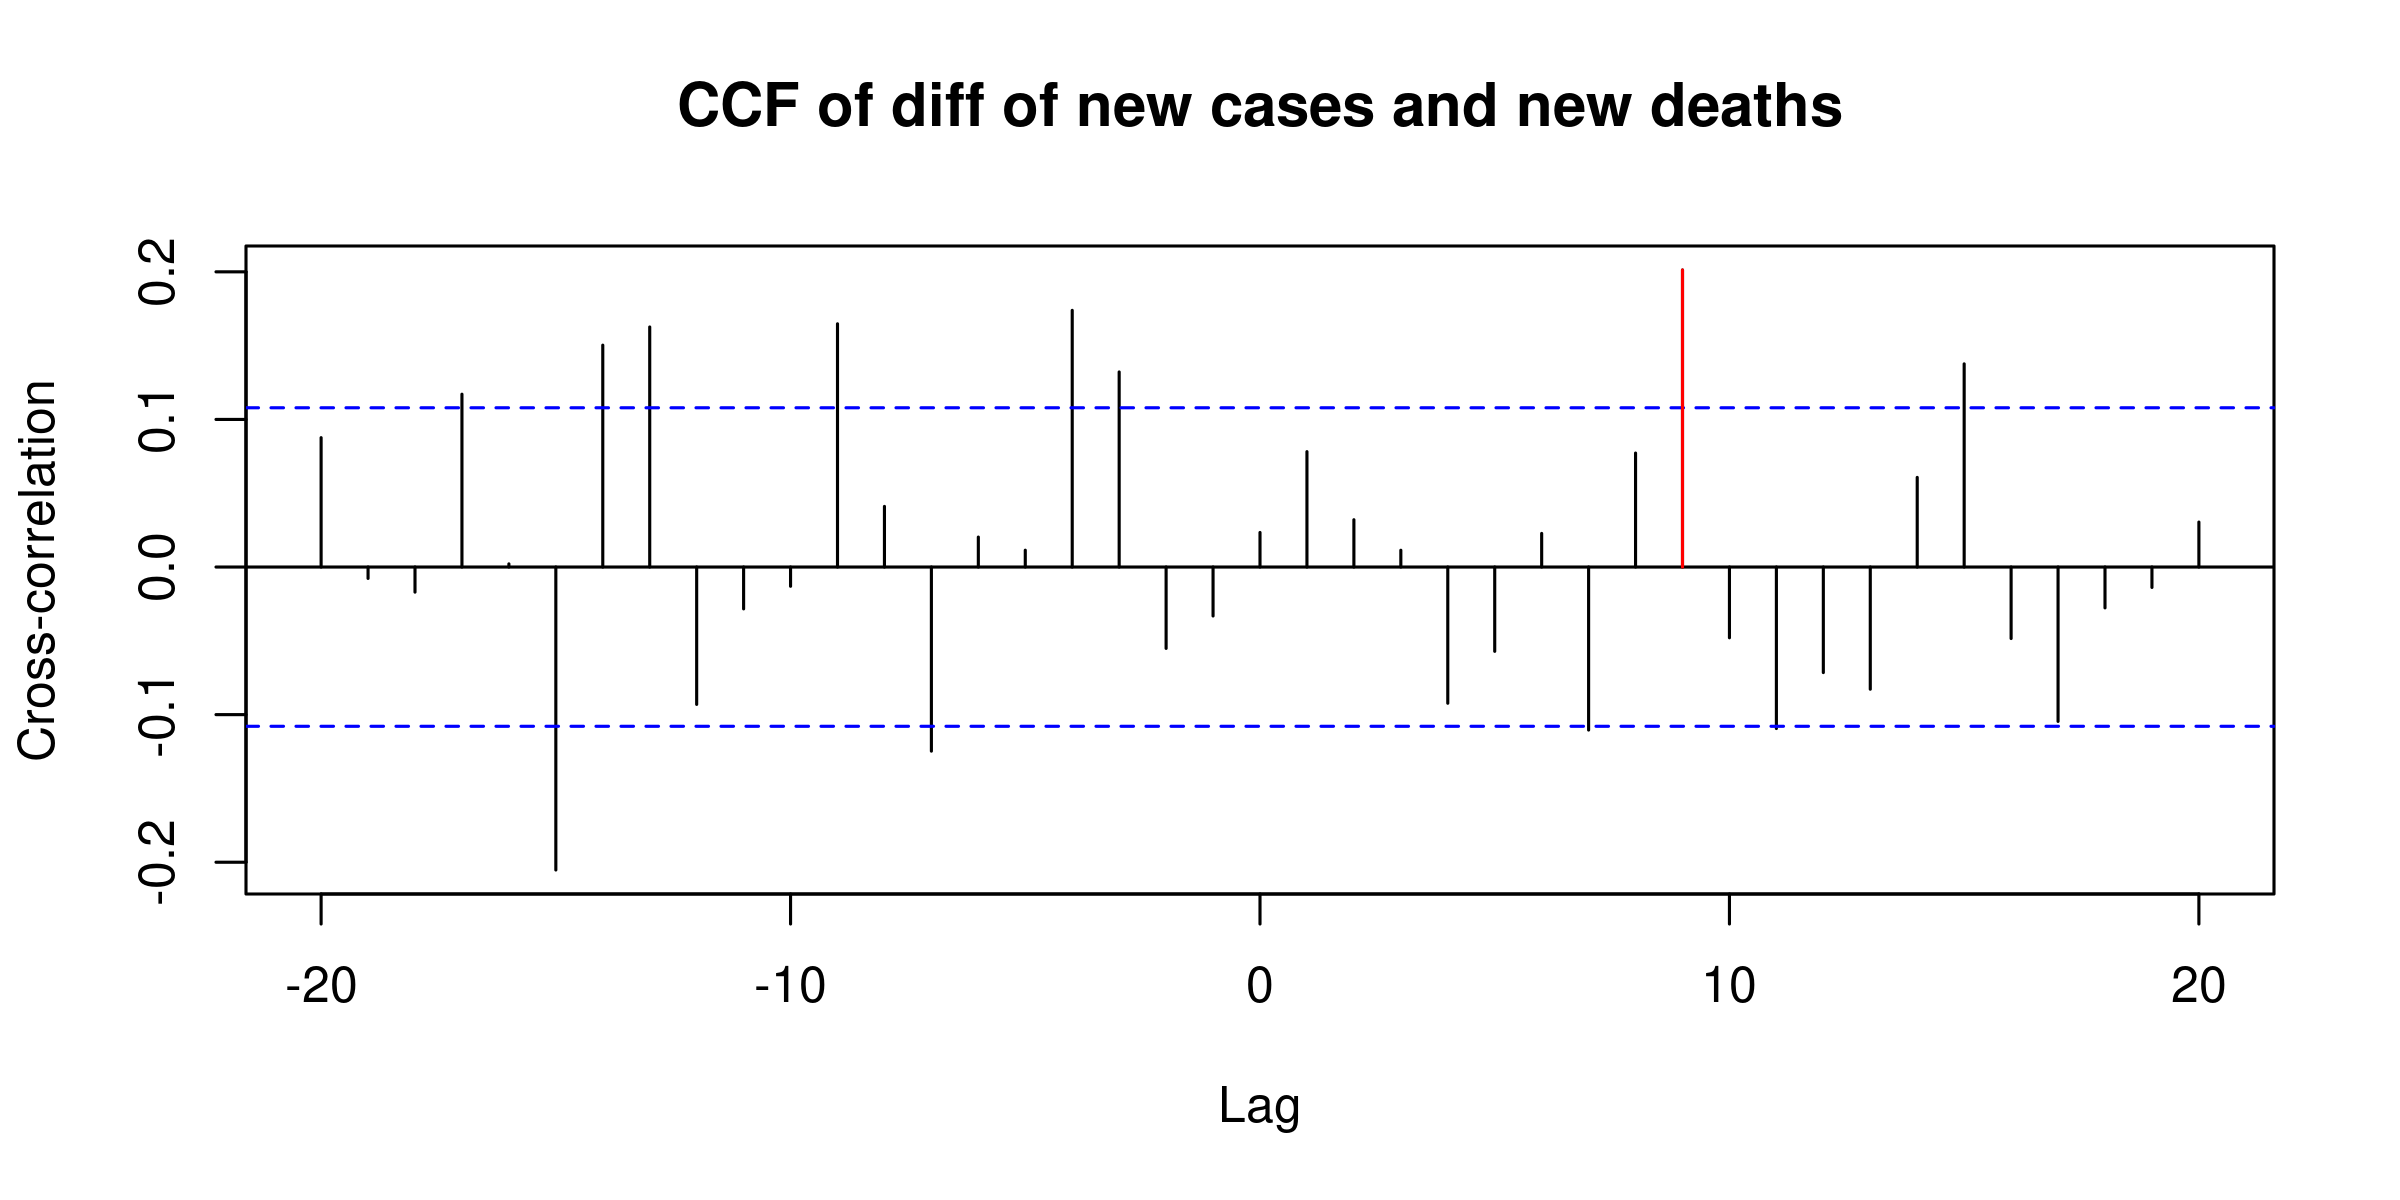 CCF of diff of new cases and new deaths
Cross-correlation
0.2
0.1
0.0
-0.1
-0.2
-20 -10 0 10 20
Lag